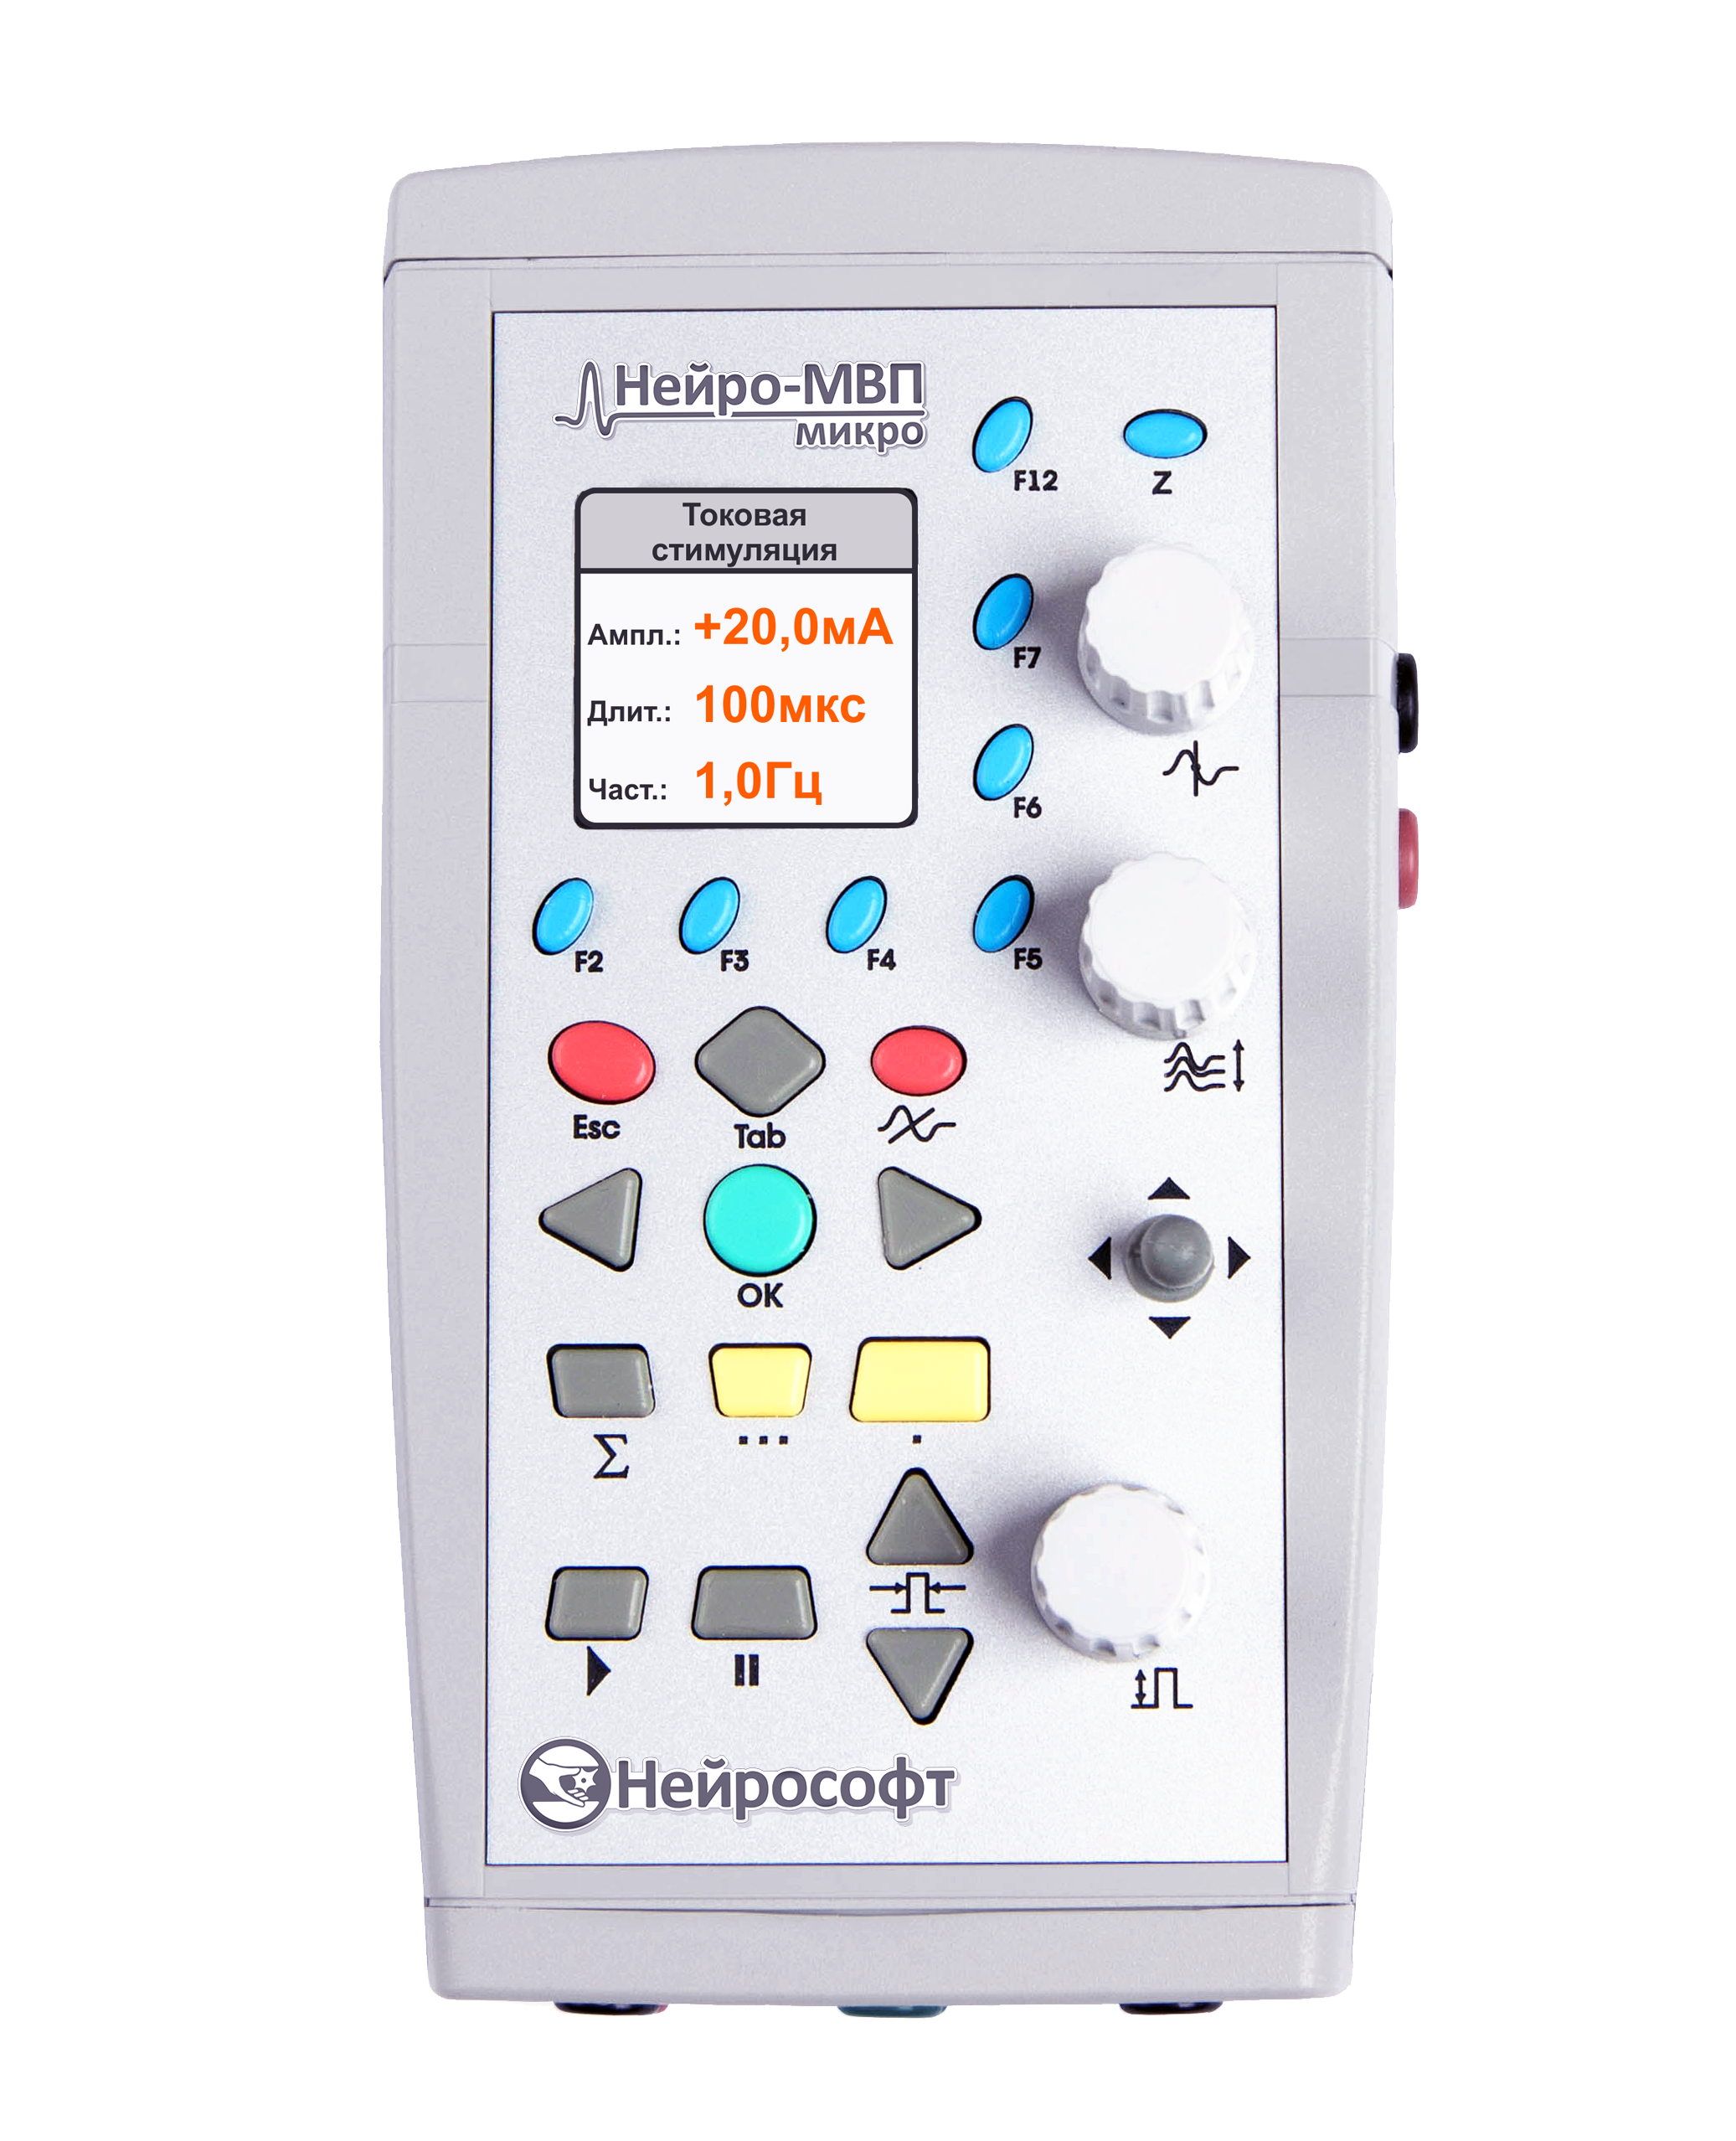 Нейро-МВП
микро
F12
Z
Токовая
стимуляция
Ампл.: +20,0мА
Длит.: 100мкс
Част.: 1,0Гц
F7
F6
F2
F3
F4
F5
Esc
Tab
OK
Σ
Нейрософт